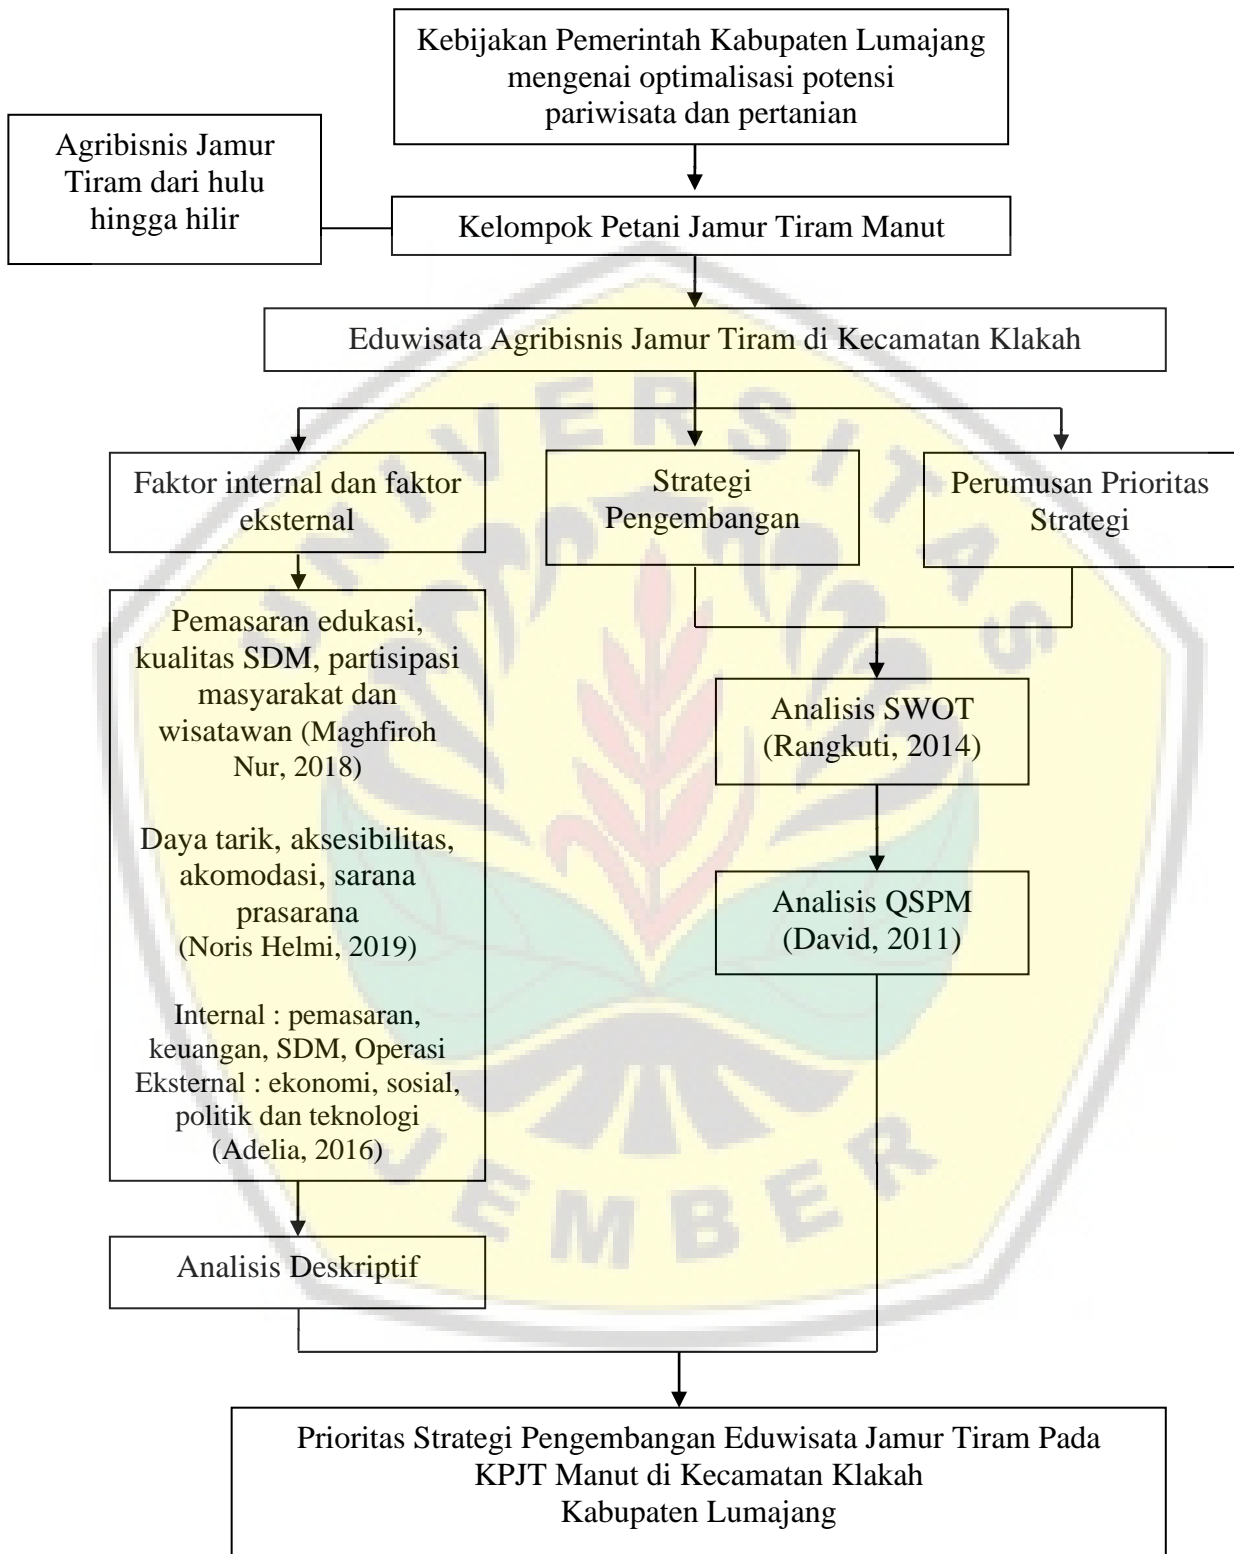 Kebijakan Pemerintah Kabupaten Lumajang
mengenai optimalisasi potensi
pariwisata dan pertanian
Agribisnis Jamur
Tiram dari hulu
hingga hilir
Kelompok Petani Jamur Tiram Manut
Eduwisata Agribisnis Jamur Tiram di Kecamatan Klakah
Faktor internal dan faktor
eksternal
Strategi
Pengembangan
Perumusan Prioritas
Strategi
Pemasaran edukasi,
kualitas SDM, partisipasi
masyarakat dan
wisatawan (Maghfiroh
Nur, 2018)
Daya tarik, aksesibilitas,
akomodasi, sarana
prasarana
(Noris Helmi, 2019)
Internal : pemasaran,
keuangan, SDM, Operasi
Eksternal : ekonomi, sosial,
politik dan teknologi
(Adelia, 2016)
Analisis SWOT
(Rangkuti, 2014)
Analisis QSPM
(David, 2011)
Analisis Deskriptif
Prioritas Strategi Pengembangan Eduwisata Jamur Tiram Pada
KPJT Manut di Kecamatan Klakah
Kabupaten Lumajang
UNIVERSITAS
JEMBER